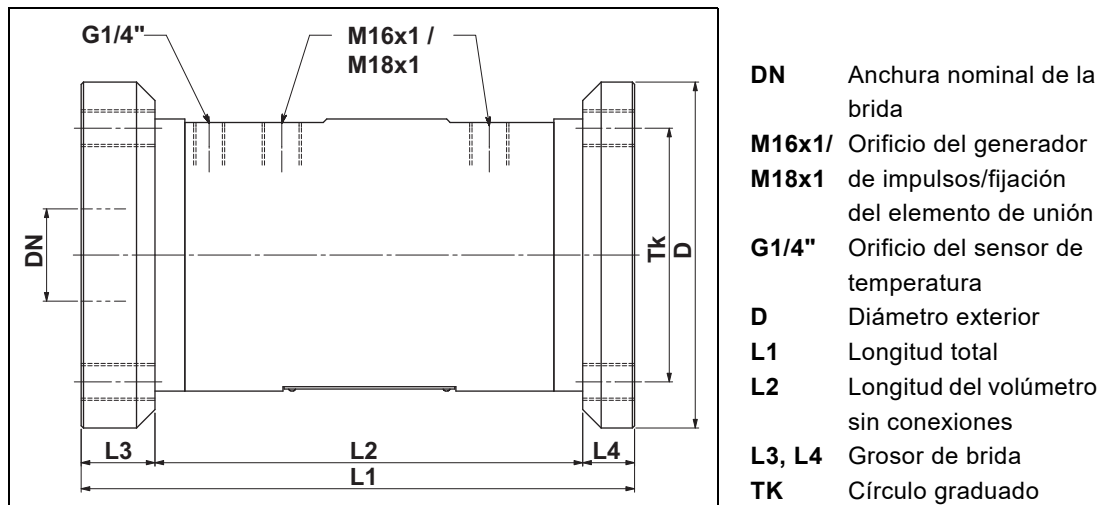 G1/4"
M16x1 /
M18x1
DN
Tk
D
L3
L2
L4
L1
DN Anchura nominal de la
brida
M16x1/ Orificio del generador
M18x1 de impulsos/fijación
del elemento de unión
G1/4" Orificio del sensor de
temperatura
D Diámetro exterior
L1 Longitud total
L2 Longitud del volúmetro
sin conexiones
L3, L4 Grosor de brida
TK Círculo graduado